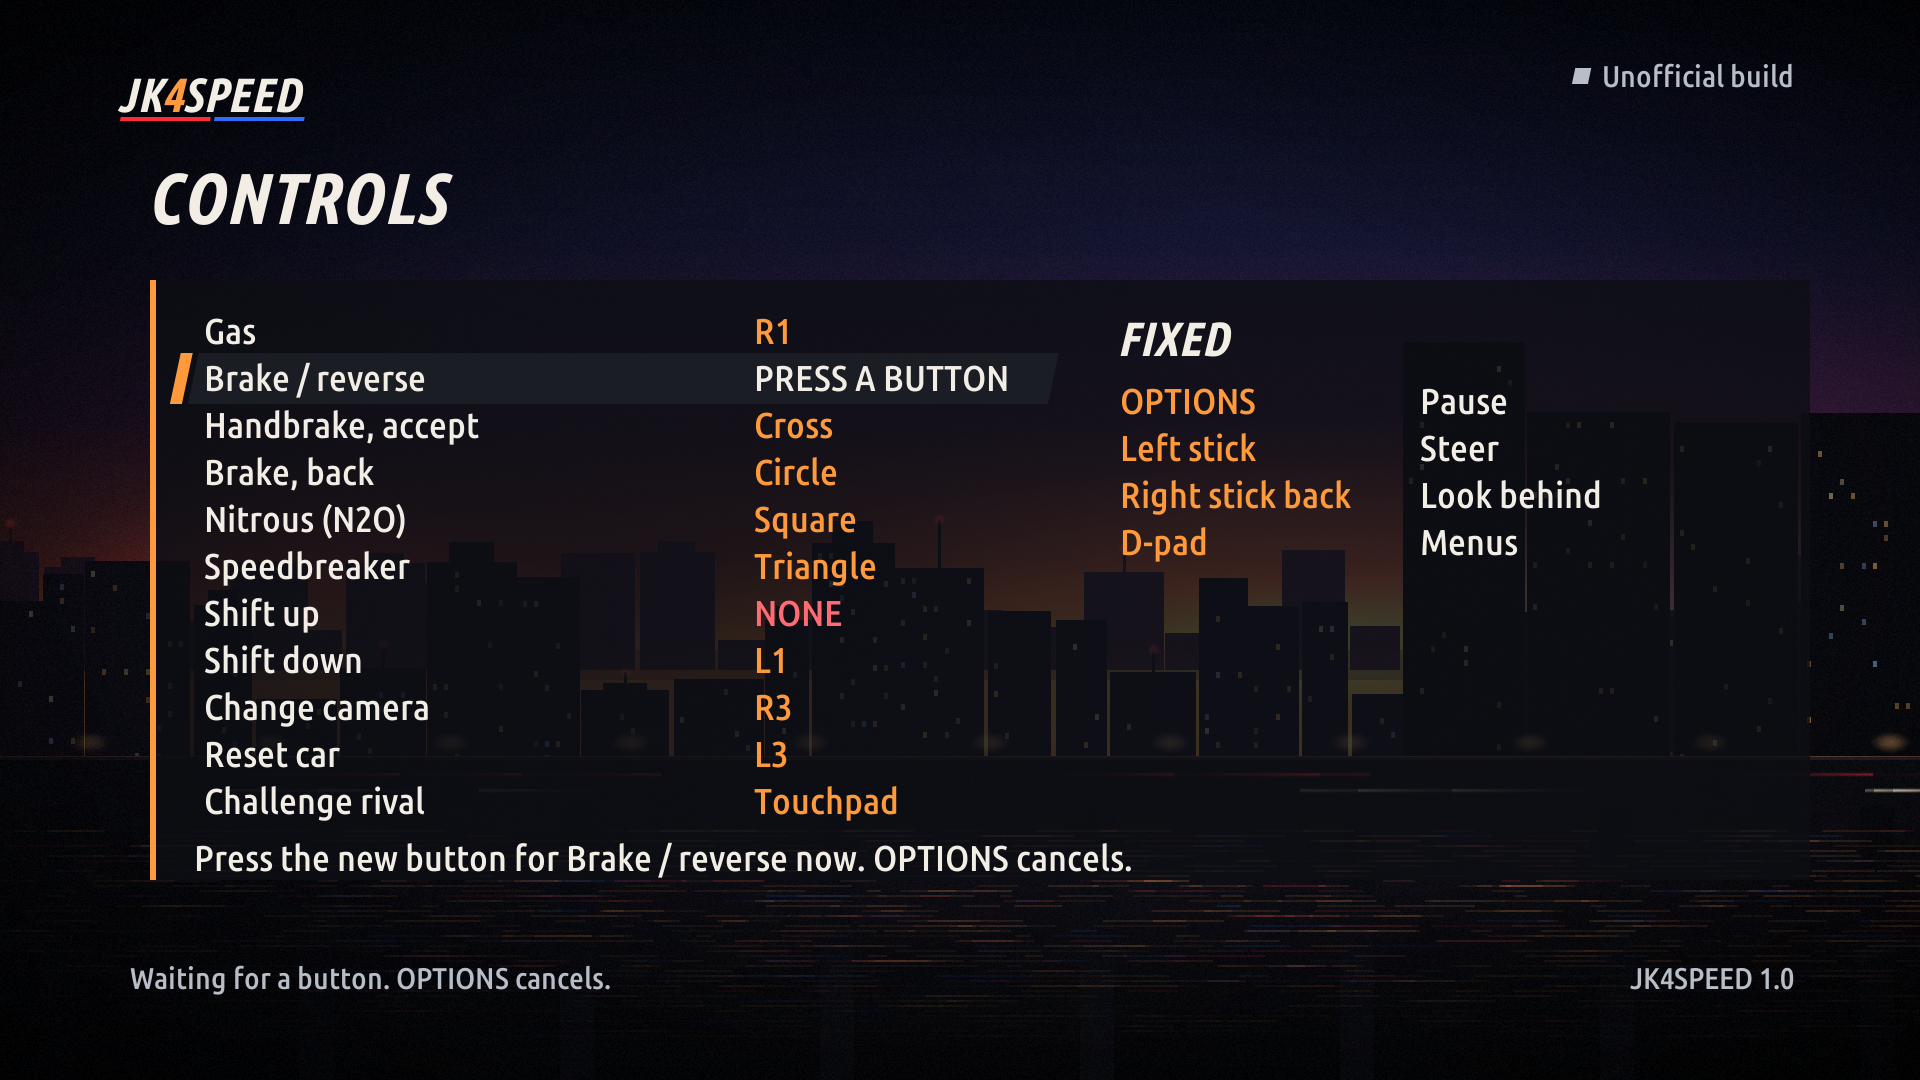 JK4SPEED
Unofficial build
CONTROLS
Gas R1
Brake / reverse PRESS A BUTTON
Handbrake, accept Cross
Brake, back Circle
Nitrous (N2O) Square
Speedbreaker Triangle
Shift up NONE
Shift down L1
Change camera R3
Reset car L3
Challenge rival Touchpad
FIXED
OPTIONS Pause
Left stick Steer
Right stick back Look behind
D-pad Menus
Press the new button for Brake / reverse now. OPTIONS cancels.
Waiting for a button. OPTIONS cancels.
JK4SPEED 1.0